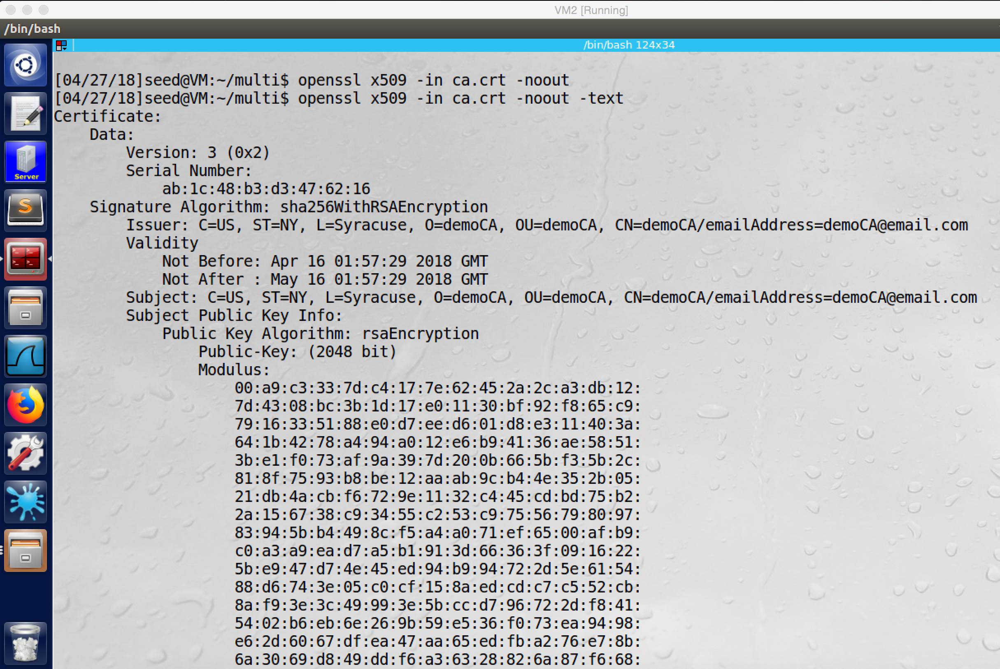 VM2 [Running]
/bin/bash
/bin/bash 124x34
[04/27/18]seed@VM:~/multi$ openssl x509 -in ca.crt -noout
[04/27/18]seed@VM:~/multi$ openssl x509 -in ca.crt -noout -text
Certificate:
    Data:
        Version: 3 (0x2)
        Serial Number:
            ab:1c:48:b3:d3:47:62:16
    Signature Algorithm: sha256WithRSAEncryption
        Issuer: C=US, ST=NY, L=Syracuse, O=demoCA, OU=demoCA, CN=demoCA/emailAddress=demoCA@email.com
        Validity
            Not Before: Apr 16 01:57:29 2018 GMT
            Not After : May 16 01:57:29 2018 GMT
        Subject: C=US, ST=NY, L=Syracuse, O=demoCA, OU=demoCA, CN=demoCA/emailAddress=demoCA@email.com
        Subject Public Key Info:
            Public Key Algorithm: rsaEncryption
                Public-Key: (2048 bit)
                Modulus:
                    00:a9:c3:33:7d:c4:17:7e:62:45:2a:2c:a3:db:12:
                    7d:43:08:bc:3b:1d:17:e0:11:30:bf:92:f8:65:c9:
                    79:16:33:51:88:e0:d7:ee:d6:01:d8:e3:11:40:3a:
                    64:1b:42:78:a4:94:a0:12:e6:b9:41:36:ae:58:51:
                    3b:e1:f0:73:af:9a:39:7d:20:0b:66:5b:f3:5b:2c:
                    81:8f:75:93:b8:be:12:aa:ab:9c:b4:4e:35:2b:05:
                    21:db:4a:cb:f6:72:9e:11:32:c4:45:cd:bd:75:b2:
                    2a:15:67:38:c9:34:55:c2:53:c9:75:56:79:80:97:
                    83:94:5b:b4:49:8c:f5:a4:a0:71:ef:65:00:af:b9:
                    c0:a3:a9:ea:d7:a5:b1:91:3d:66:36:3f:09:16:22:
                    5b:e9:47:d7:4e:45:ed:94:b9:94:72:2d:5e:61:54:
                    88:d6:74:3e:05:c0:cf:15:8a:ed:cd:c7:c5:52:cb:
                    8a:f9:3e:3c:49:99:3e:5b:cc:d7:96:72:2d:f8:41:
                    54:02:b6:eb:6e:26:9b:59:e5:36:f0:73:ea:94:98:
                    e6:2d:60:67:df:ea:47:aa:65:ed:fb:a2:76:e7:8b:
                    6a:30:69:d8:49:dd:f6:a3:63:28:82:6a:87:f6:68:
Server